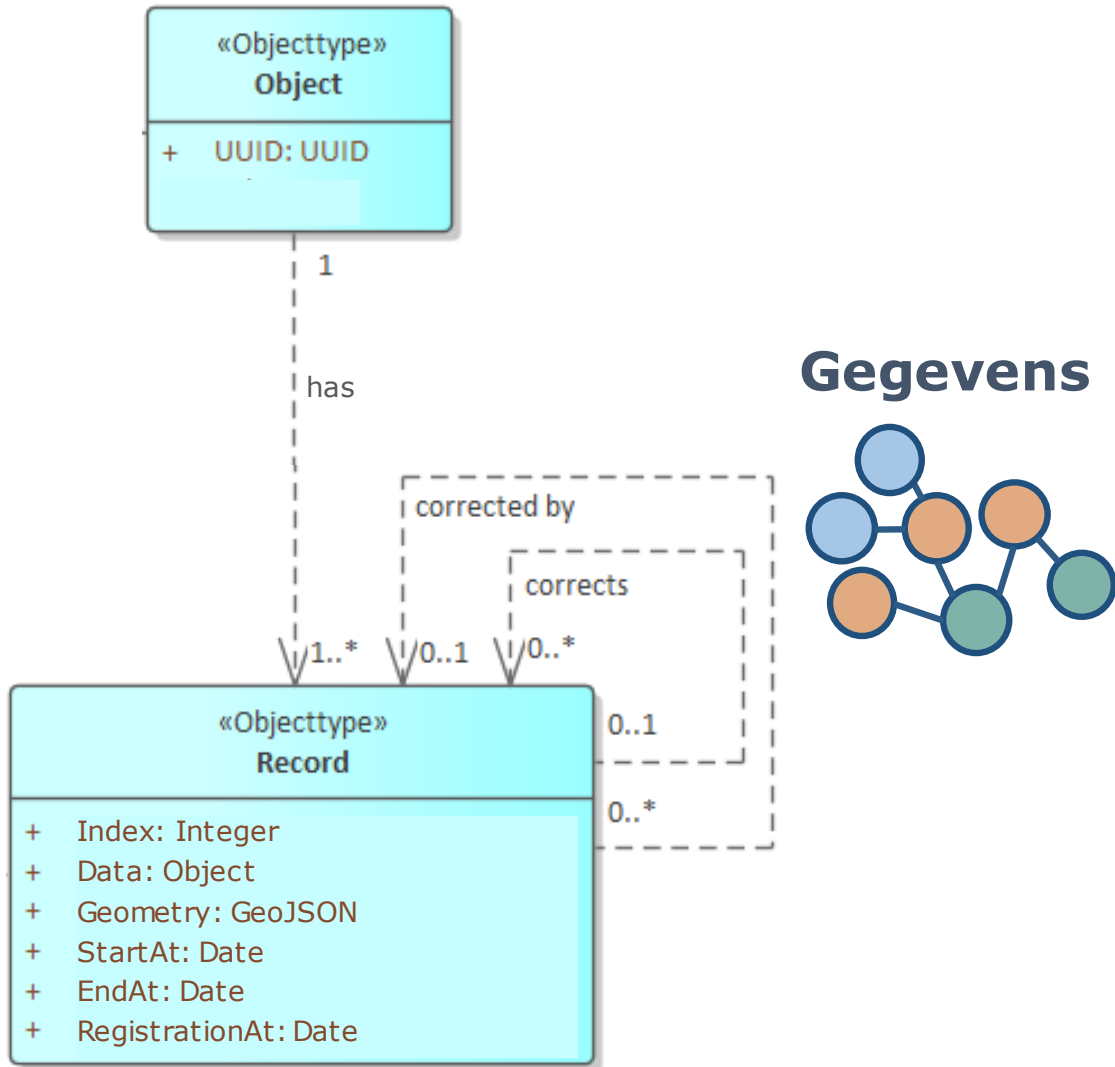 «Objecttype»
Object
+ UUID: UUID
1
has
Gegevens
corrected by
corrects
1..*
0..1
0..*
«Objecttype»
Record
0..1
0..*
+ Index: Integer
+ Data: Object
+ Geometry: GeoJSON
+ StartAt: Date
+ EndAt: Date
+ RegistrationAt: Date